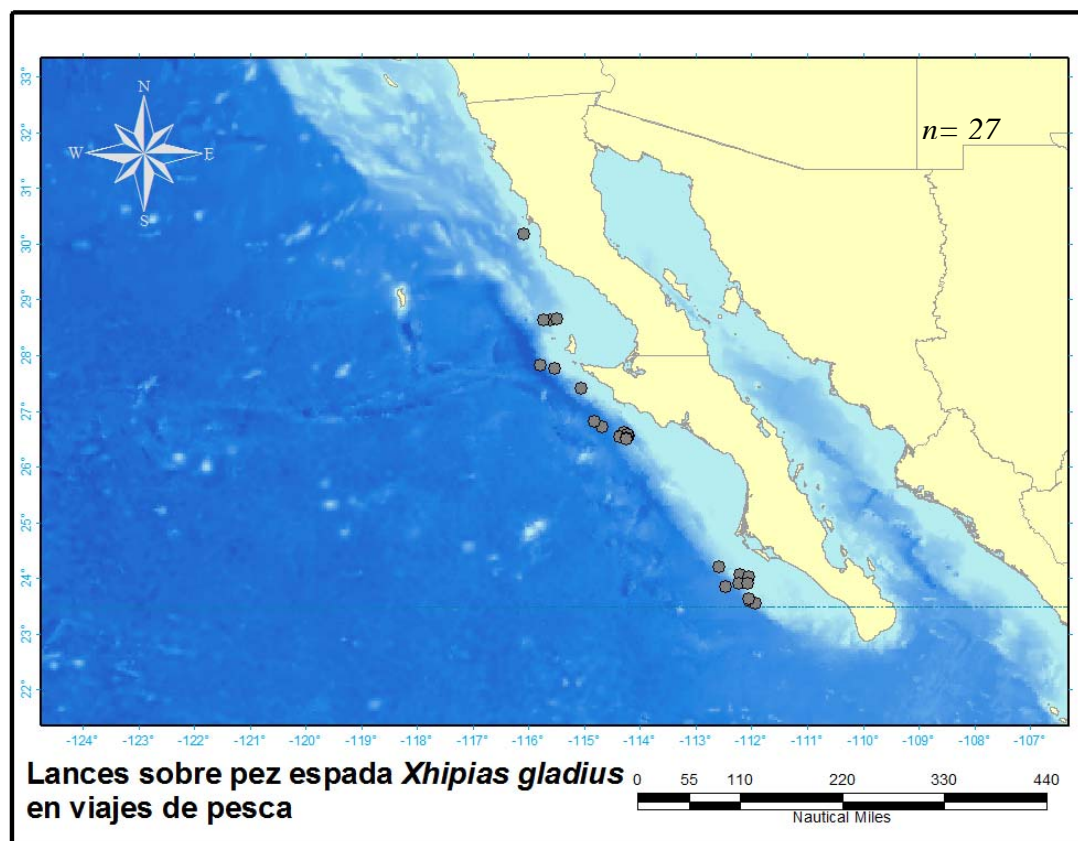 N
W E
S
n= 27
33°
32°
31°
30°
29°
28°
27°
26°
25°
24°
23°
22°
-124° -123° -122° -121° -120° -119° -118° -117° -116° -115° -114° -113° -112° -111° -110° -109° -108° -107°
Lances sobre pez espada Xhipias gladius
en viajes de pesca
0 55 110 220 330 440
Nautical Miles